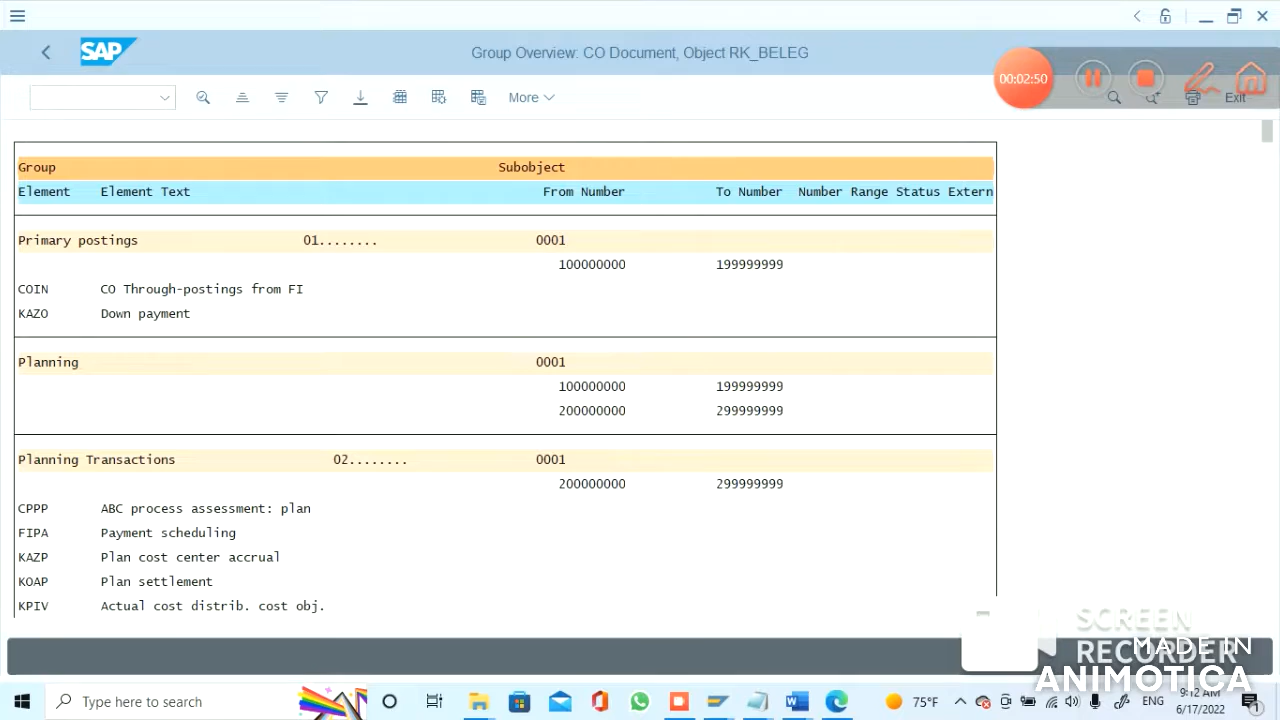 SAP
Group Overview: CO Document, Object RK_BELEG
00:02:50
More
Exit
Group Subobject
Element Element Text From Number To Number Number Range Status Extern
Primary postings 01........ 0001
100000000 199999999
COIN CO Through-postings from FI
KAZO Down payment
Planning 0001
100000000 199999999
200000000 299999999
Planning Transactions 02........ 0001
200000000 299999999
CPPP ABC process assessment: plan
FIPA Payment scheduling
KAZP Plan cost center accrual
KOAP Plan settlement
KPIV Actual cost distrib. cost obj.
SCREEN
RECORDER
MADE IN
ANIMOTICA
Type here to search
75°F
ENG
9:12 AM
6/17/2022
1